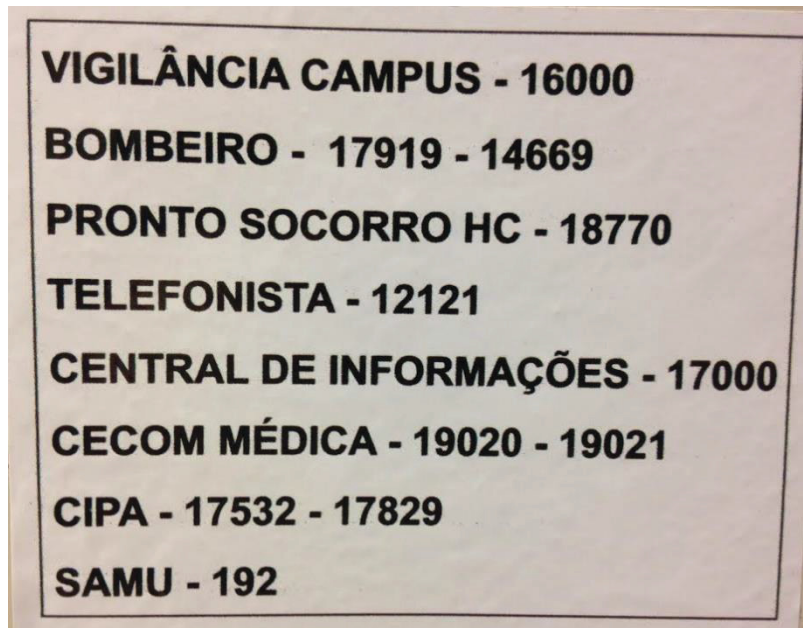 VIGILÂNCIA CAMPUS - 16000
BOMBEIRO - 17919 - 14669
PRONTO SOCORRO HC - 18770
TELEFONISTA - 12121
CENTRAL DE INFORMAÇÕES - 17000
CECOM MÉDICA - 19020 - 19021
CIPA - 17532 - 17829
SAMU - 192